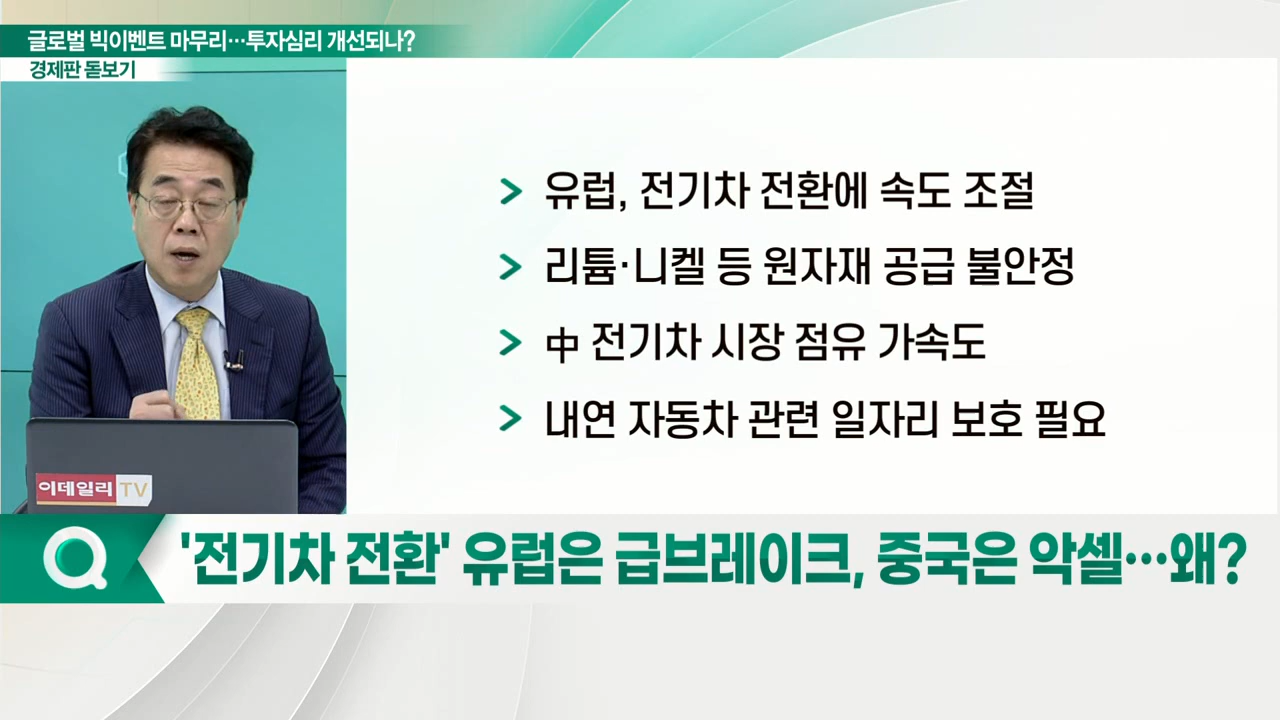 글로벌 빅이벤트 마무리…투자심리 개선되나?
경제판 돋보기
> 유럽, 전기차 전환에 속도 조절
> 리튬·니켈 등 원자재 공급 불안정
> 中 전기차 시장 점유 가속도
> 내연 자동차 관련 일자리 보호 필요
이데일리 TV
'전기차 전환' 유럽은 급브레이크, 중국은 악셀…왜?